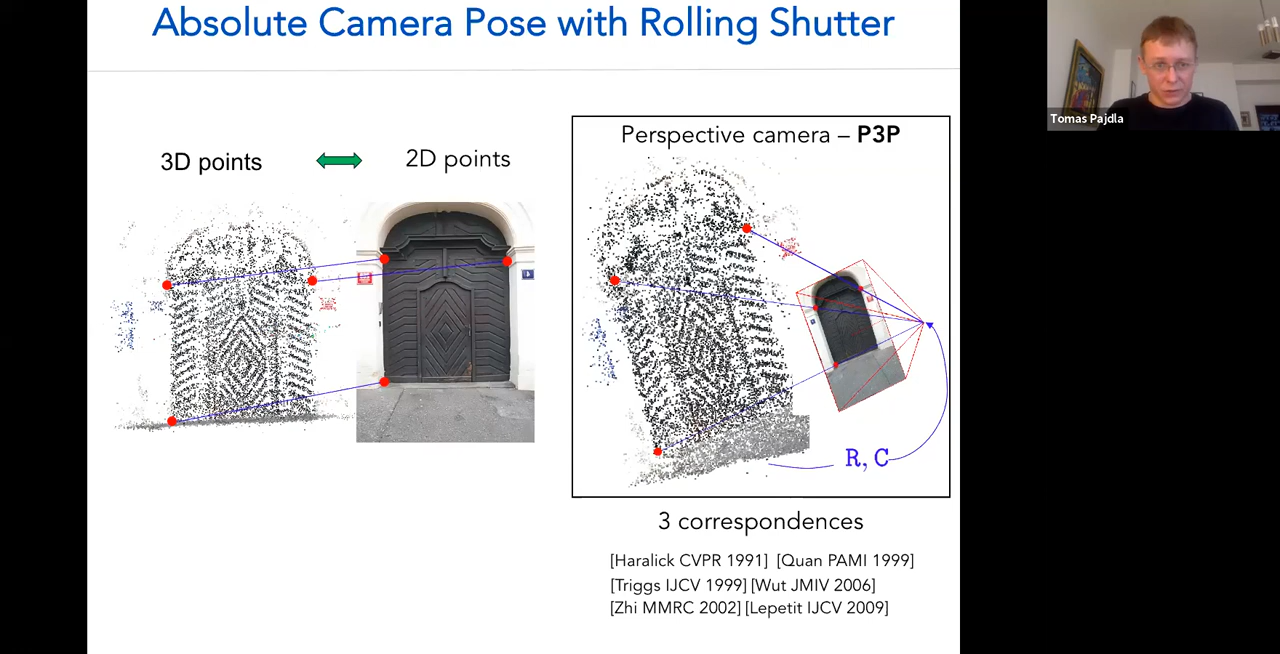 Absolute Camera Pose with Rolling Shutter
Tomas Pajdla
3D points
2D points
Perspective camera – P3P
R, C
3 correspondences
[Haralick CVPR 1991] [Quan PAMI 1999]
[Triggs IJCV 1999] [Wut JMIV 2006]
[Zhi MMRC 2002] [Lepetit IJCV 2009]